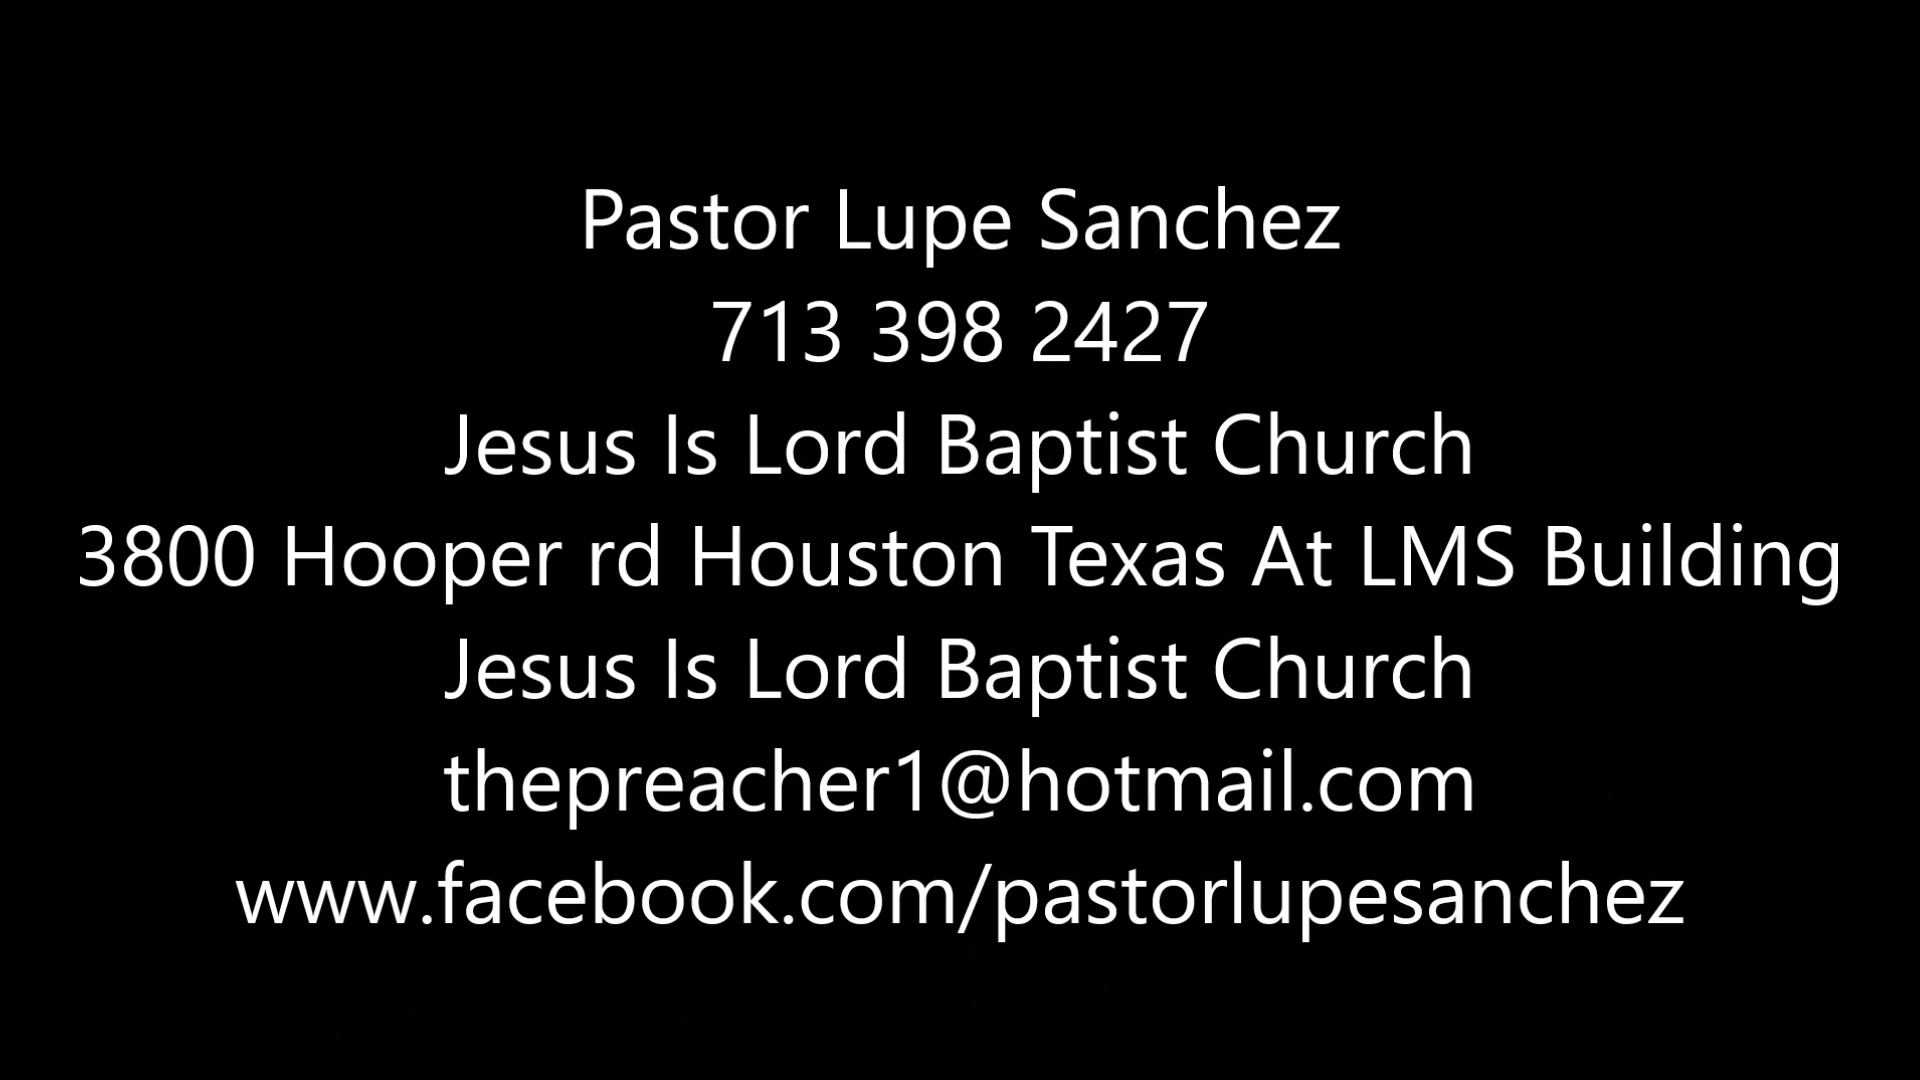 Pastor Lupe Sanchez
713 398 2427
Jesus Is Lord Baptist Church
3800 Hooper rd Houston Texas At LMS Building
Jesus Is Lord Baptist Church
thepreacher1@hotmail.com
www.facebook.com/pastorlupesanchez